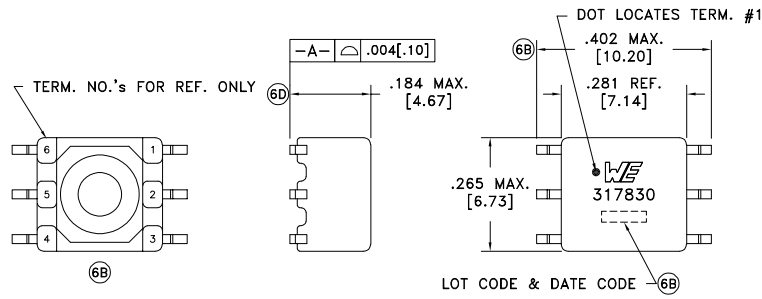 DOT LOCATES TERM. #1
6B
.402 MAX.
[10.20]
-A- ⌓ .004[.10]
TERM. NO.'s FOR REF. ONLY
6D
.184 MAX.
[4.67]
.281 REF.
[7.14]
6
1
5
2
4
3
6B
.265 MAX.
[6.73]
WE
317830
LOT CODE & DATE CODE
6B